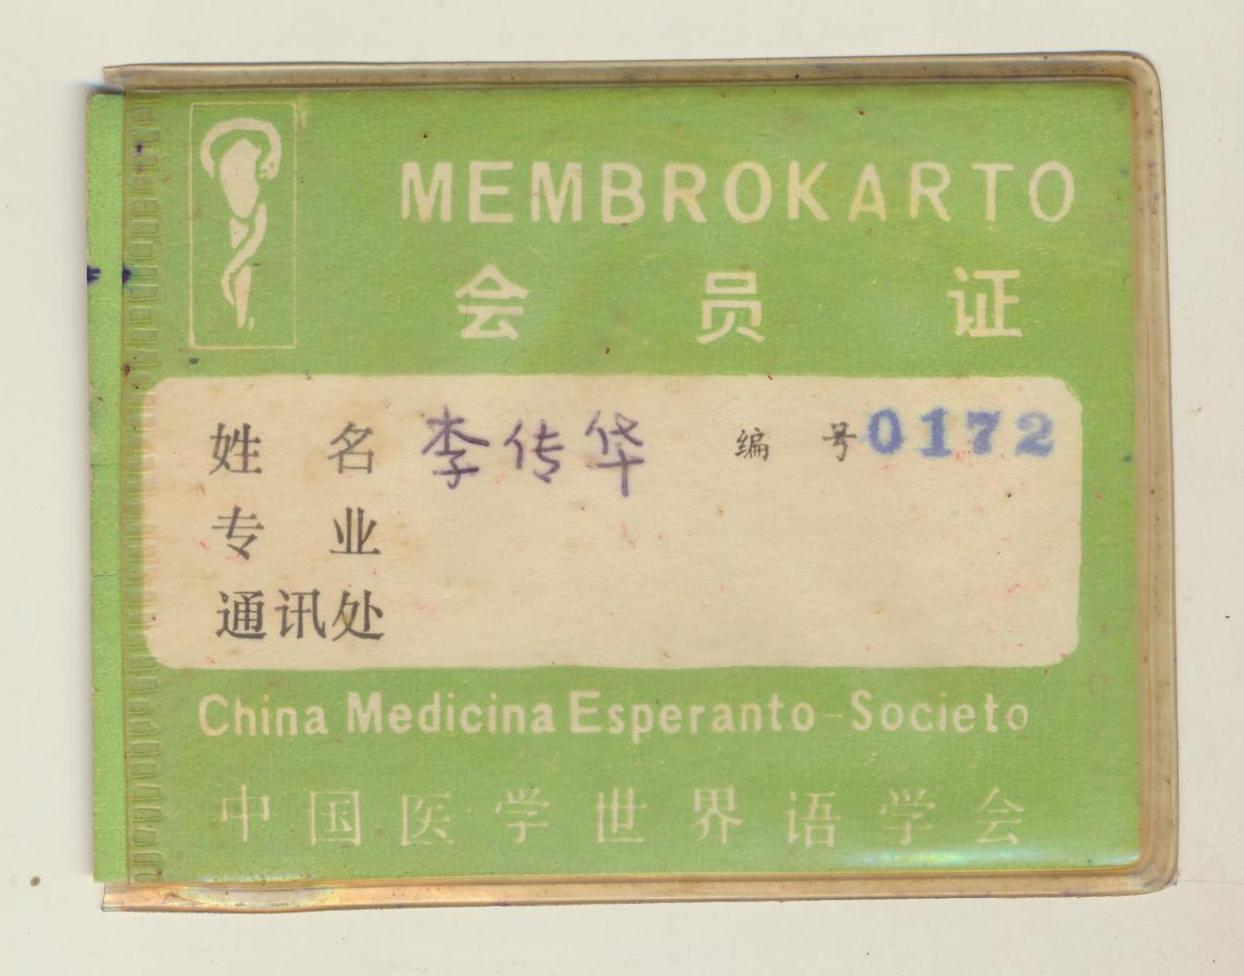 MEMBROKARTO
会员证
姓名 李传华 编号 0172
专业
通讯处
China Medicina Esperanto-Societo
中国医学世界语学会